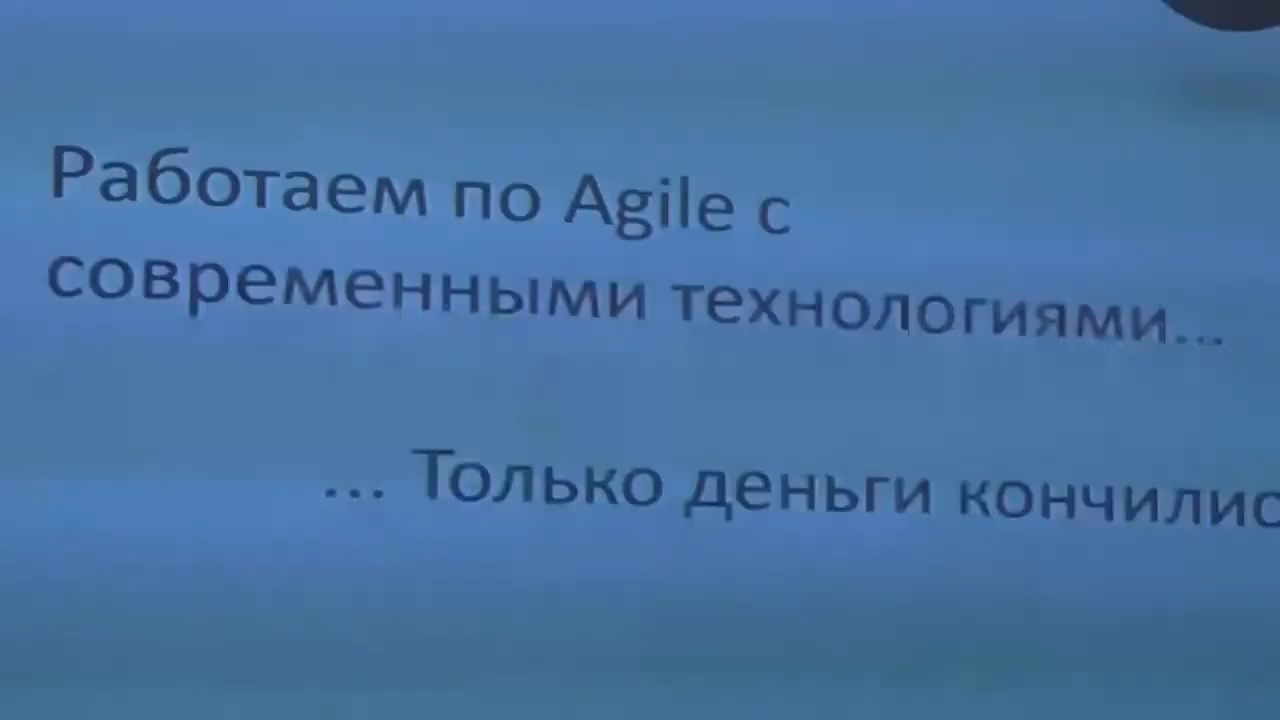 Работаем по Agile с
современными технологиями...
... Только деньги кончилис